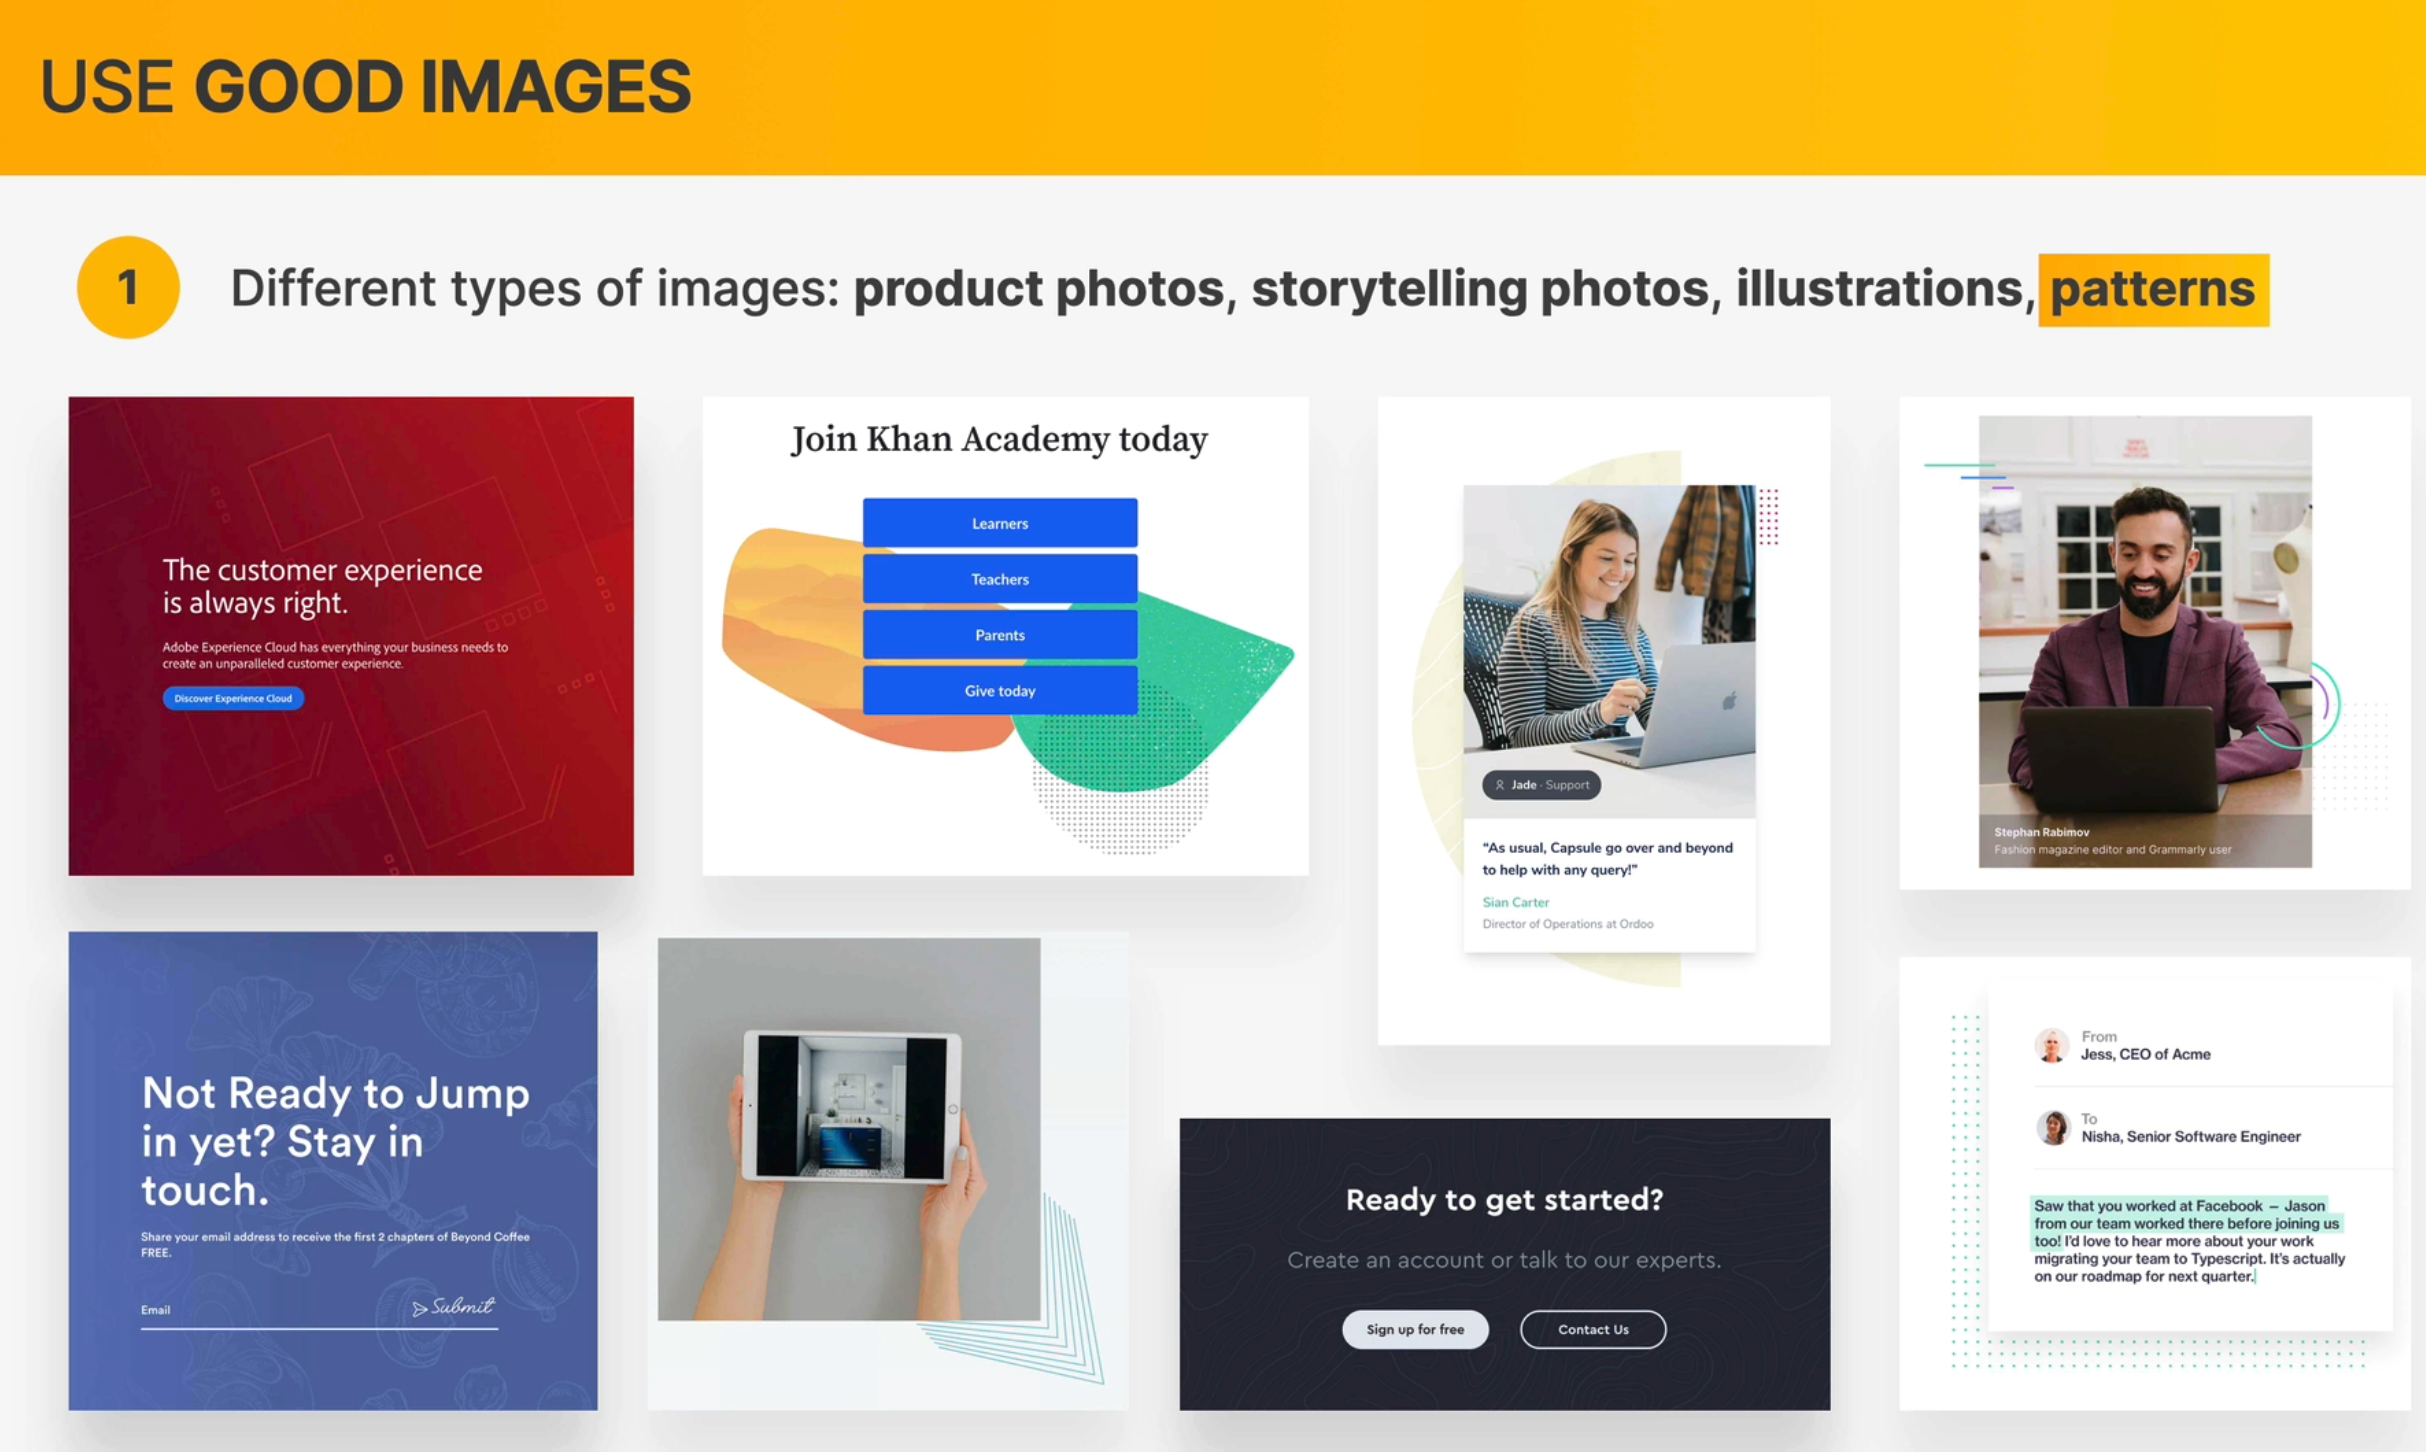 USE GOOD IMAGES
1
Different types of images: product photos, storytelling photos, illustrations, patterns
The customer experience
is always right.
Adobe Experience Cloud has everything your business needs to
create an unparalleled customer experience.
Discover Experience Cloud
Join Khan Academy today
Learners
Teachers
Parents
Give today
Jade · Support
“As usual, Capsule go over and beyond
to help with any query!”
Sian Carter
Director of Operations at Ordoo
Stephan Rabimov
Fashion magazine editor and Grammarly user
Not Ready to Jump
in yet? Stay in
touch.
Share your email address to receive the first 2 chapters of Beyond Coffee
FREE.
Email
Submit
Ready to get started?
Create an account or talk to our experts.
Sign up for free
Contact Us
From
Jess, CEO of Acme
To
Nisha, Senior Software Engineer
Saw that you worked at Facebook – Jason
from our team worked there before joining us
too! I'd love to hear more about your work
migrating your team to Typescript. It's actually
on our roadmap for next quarter.